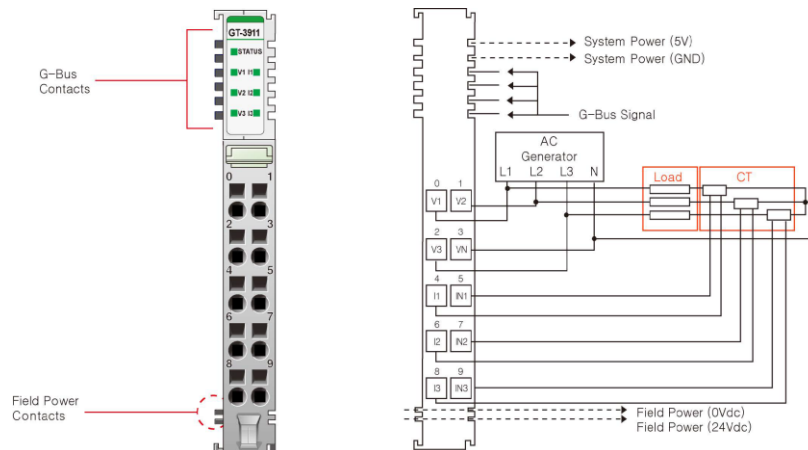 GT-3911
STATUS
V1 I1
V2 I2
V3 I3
G-Bus
Contacts
0 1
2 3
4 5
6 7
8 9
Field Power
Contacts
System Power (5V)
System Power (GND)
G-Bus Signal
AC
Generator
L1 L2 L3 N
Load CT
0 1
V1 V2
2 3
V3 VN
4 5
I1 IN1
6 7
I2 IN2
8 9
I3 IN3
Field Power (0Vdc)
Field Power (24Vdc)